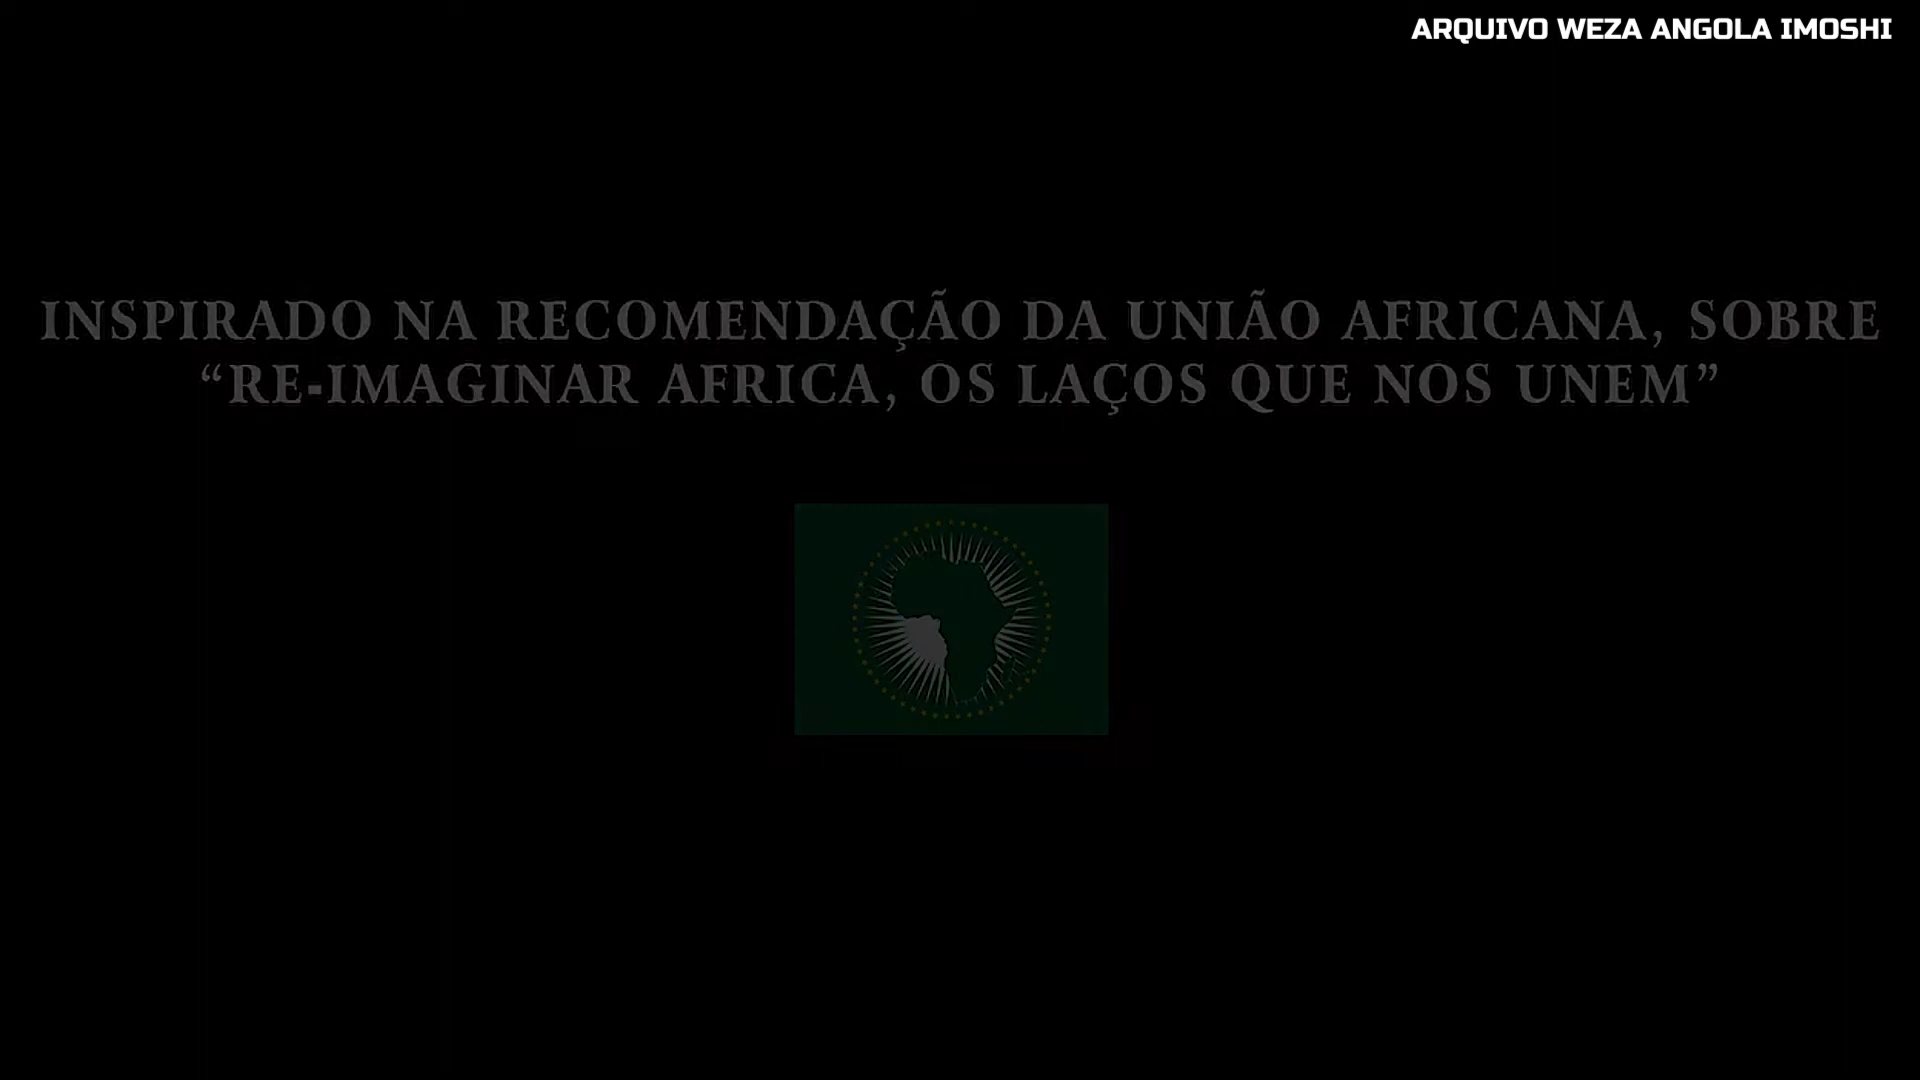 ARQUIVO WEZA ANGOLA IMOSHI
INSPIRADO NA RECOMENDAÇÃO DA UNIÃO AFRICANA, SOBRE
“RE-IMAGINAR AFRICA, OS LAÇOS QUE NOS UNEM”